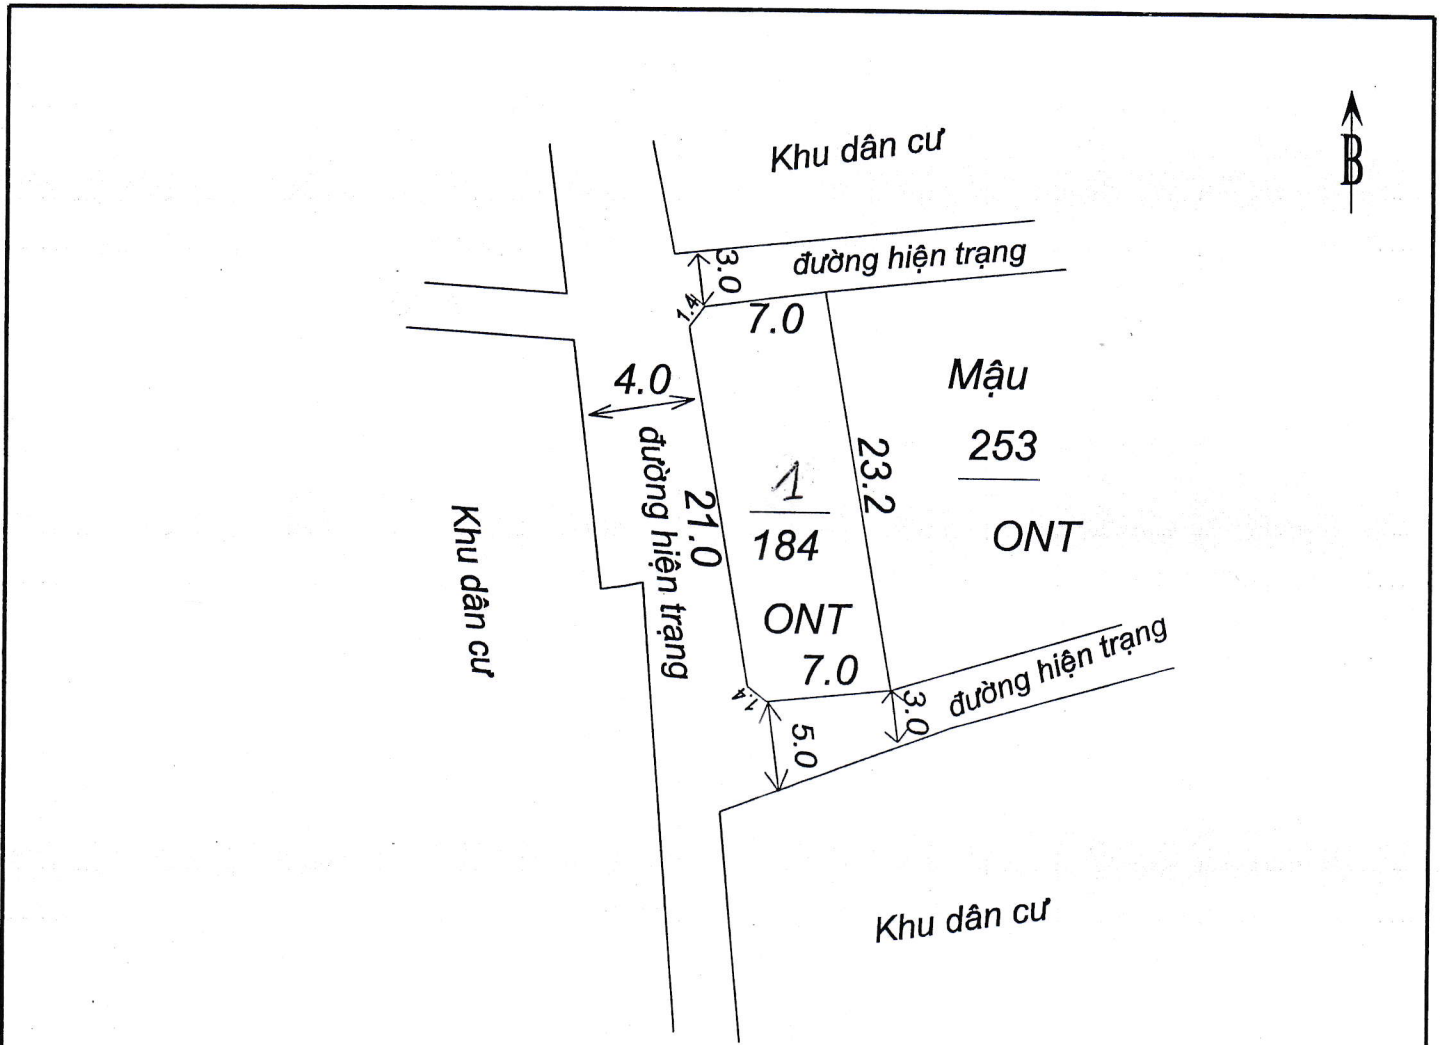 Khu dân cư
B
đường hiện trạng
3.0
1.4
7.0
4.0
Mậu
253
ONT
23.2
1
184
ONT
21.0
đường hiện trạng
Khu dân cư
7.0
1.4
5.0
3.0
đường hiện trạng
Khu dân cư